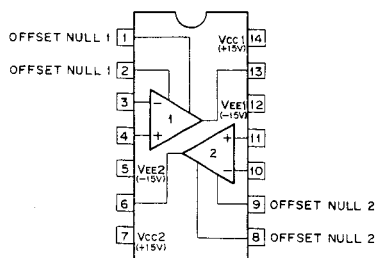 OFFSET NULL 1 1
VCC1 14
(+15V)
OFFSET NULL 1 2
13
3 −
1
VEE1 12
(−15V)
4 +
+ 11
2
5 VEE2
(−15V)
− 10
6
9 OFFSET NULL 2
7 VCC2
(+15V)
8 OFFSET NULL 2